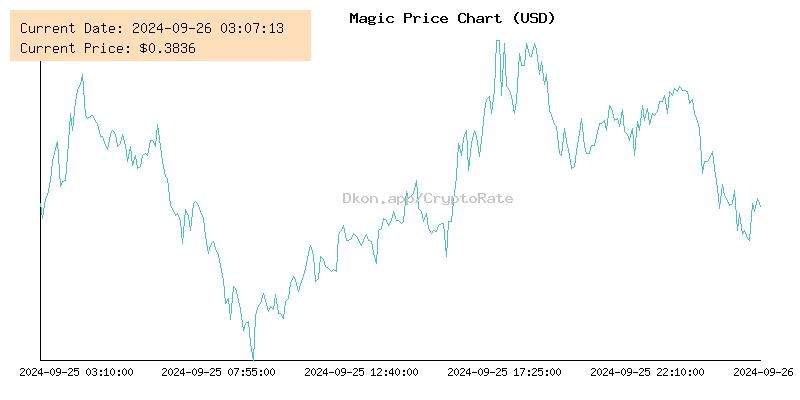 Magic Price Chart (USD)
Current Date: 2024-09-26 03:07:13
Current Price: $0.3836
Dkon.app/CryptoRate
2024-09-25 03:10:00 2024-09-25 07:55:00 2024-09-25 12:40:00 2024-09-25 17:25:00 2024-09-25 22:10:00 2024-09-26